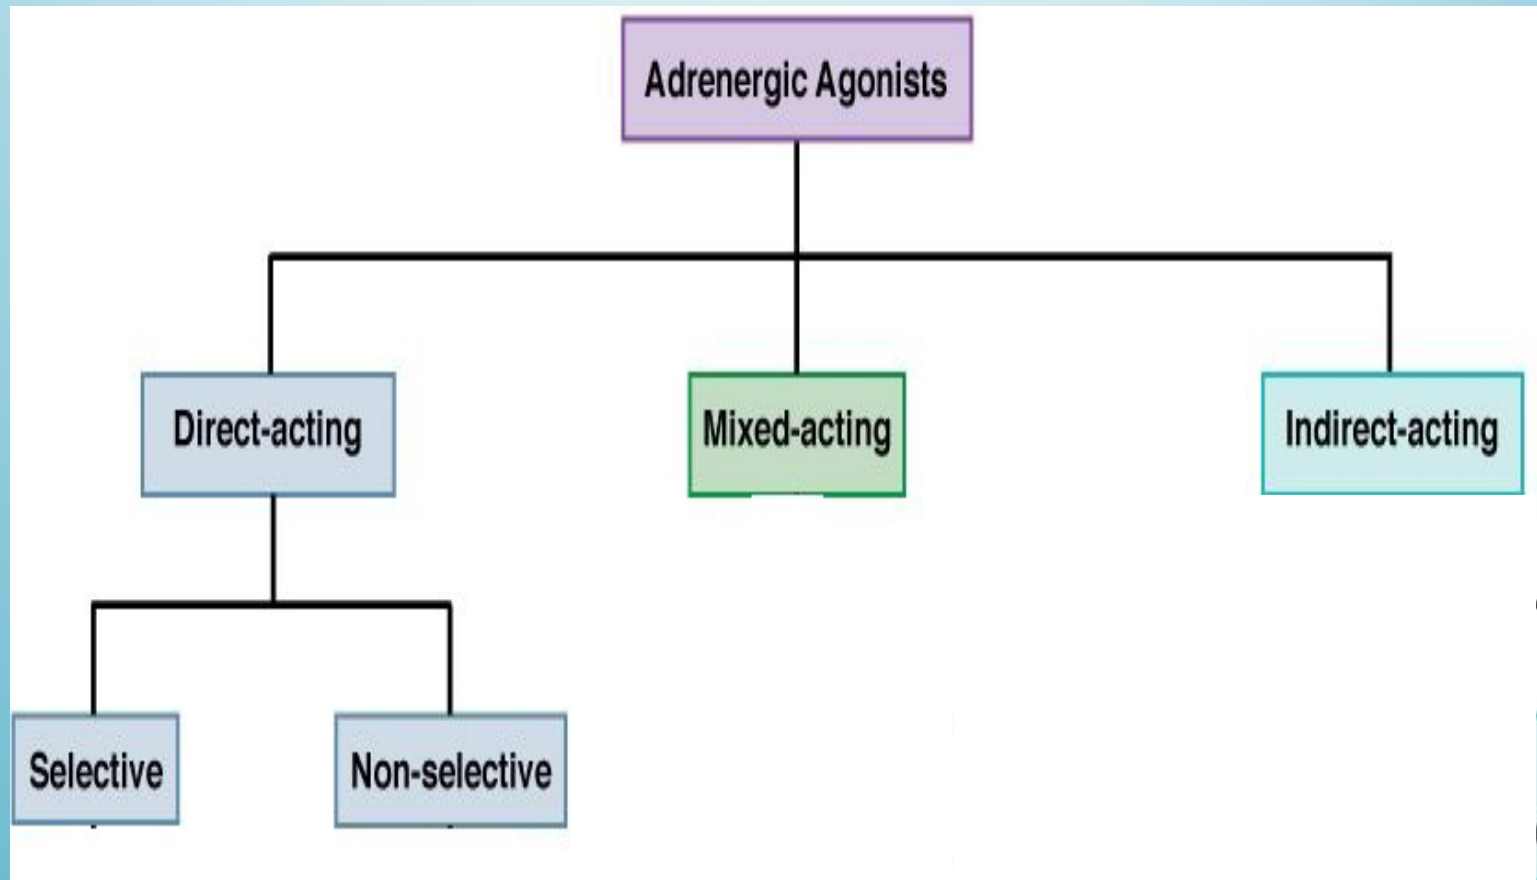 Adrenergic Agonists
Direct-acting
Mixed-acting
Indirect-acting
Selective
Non-selective